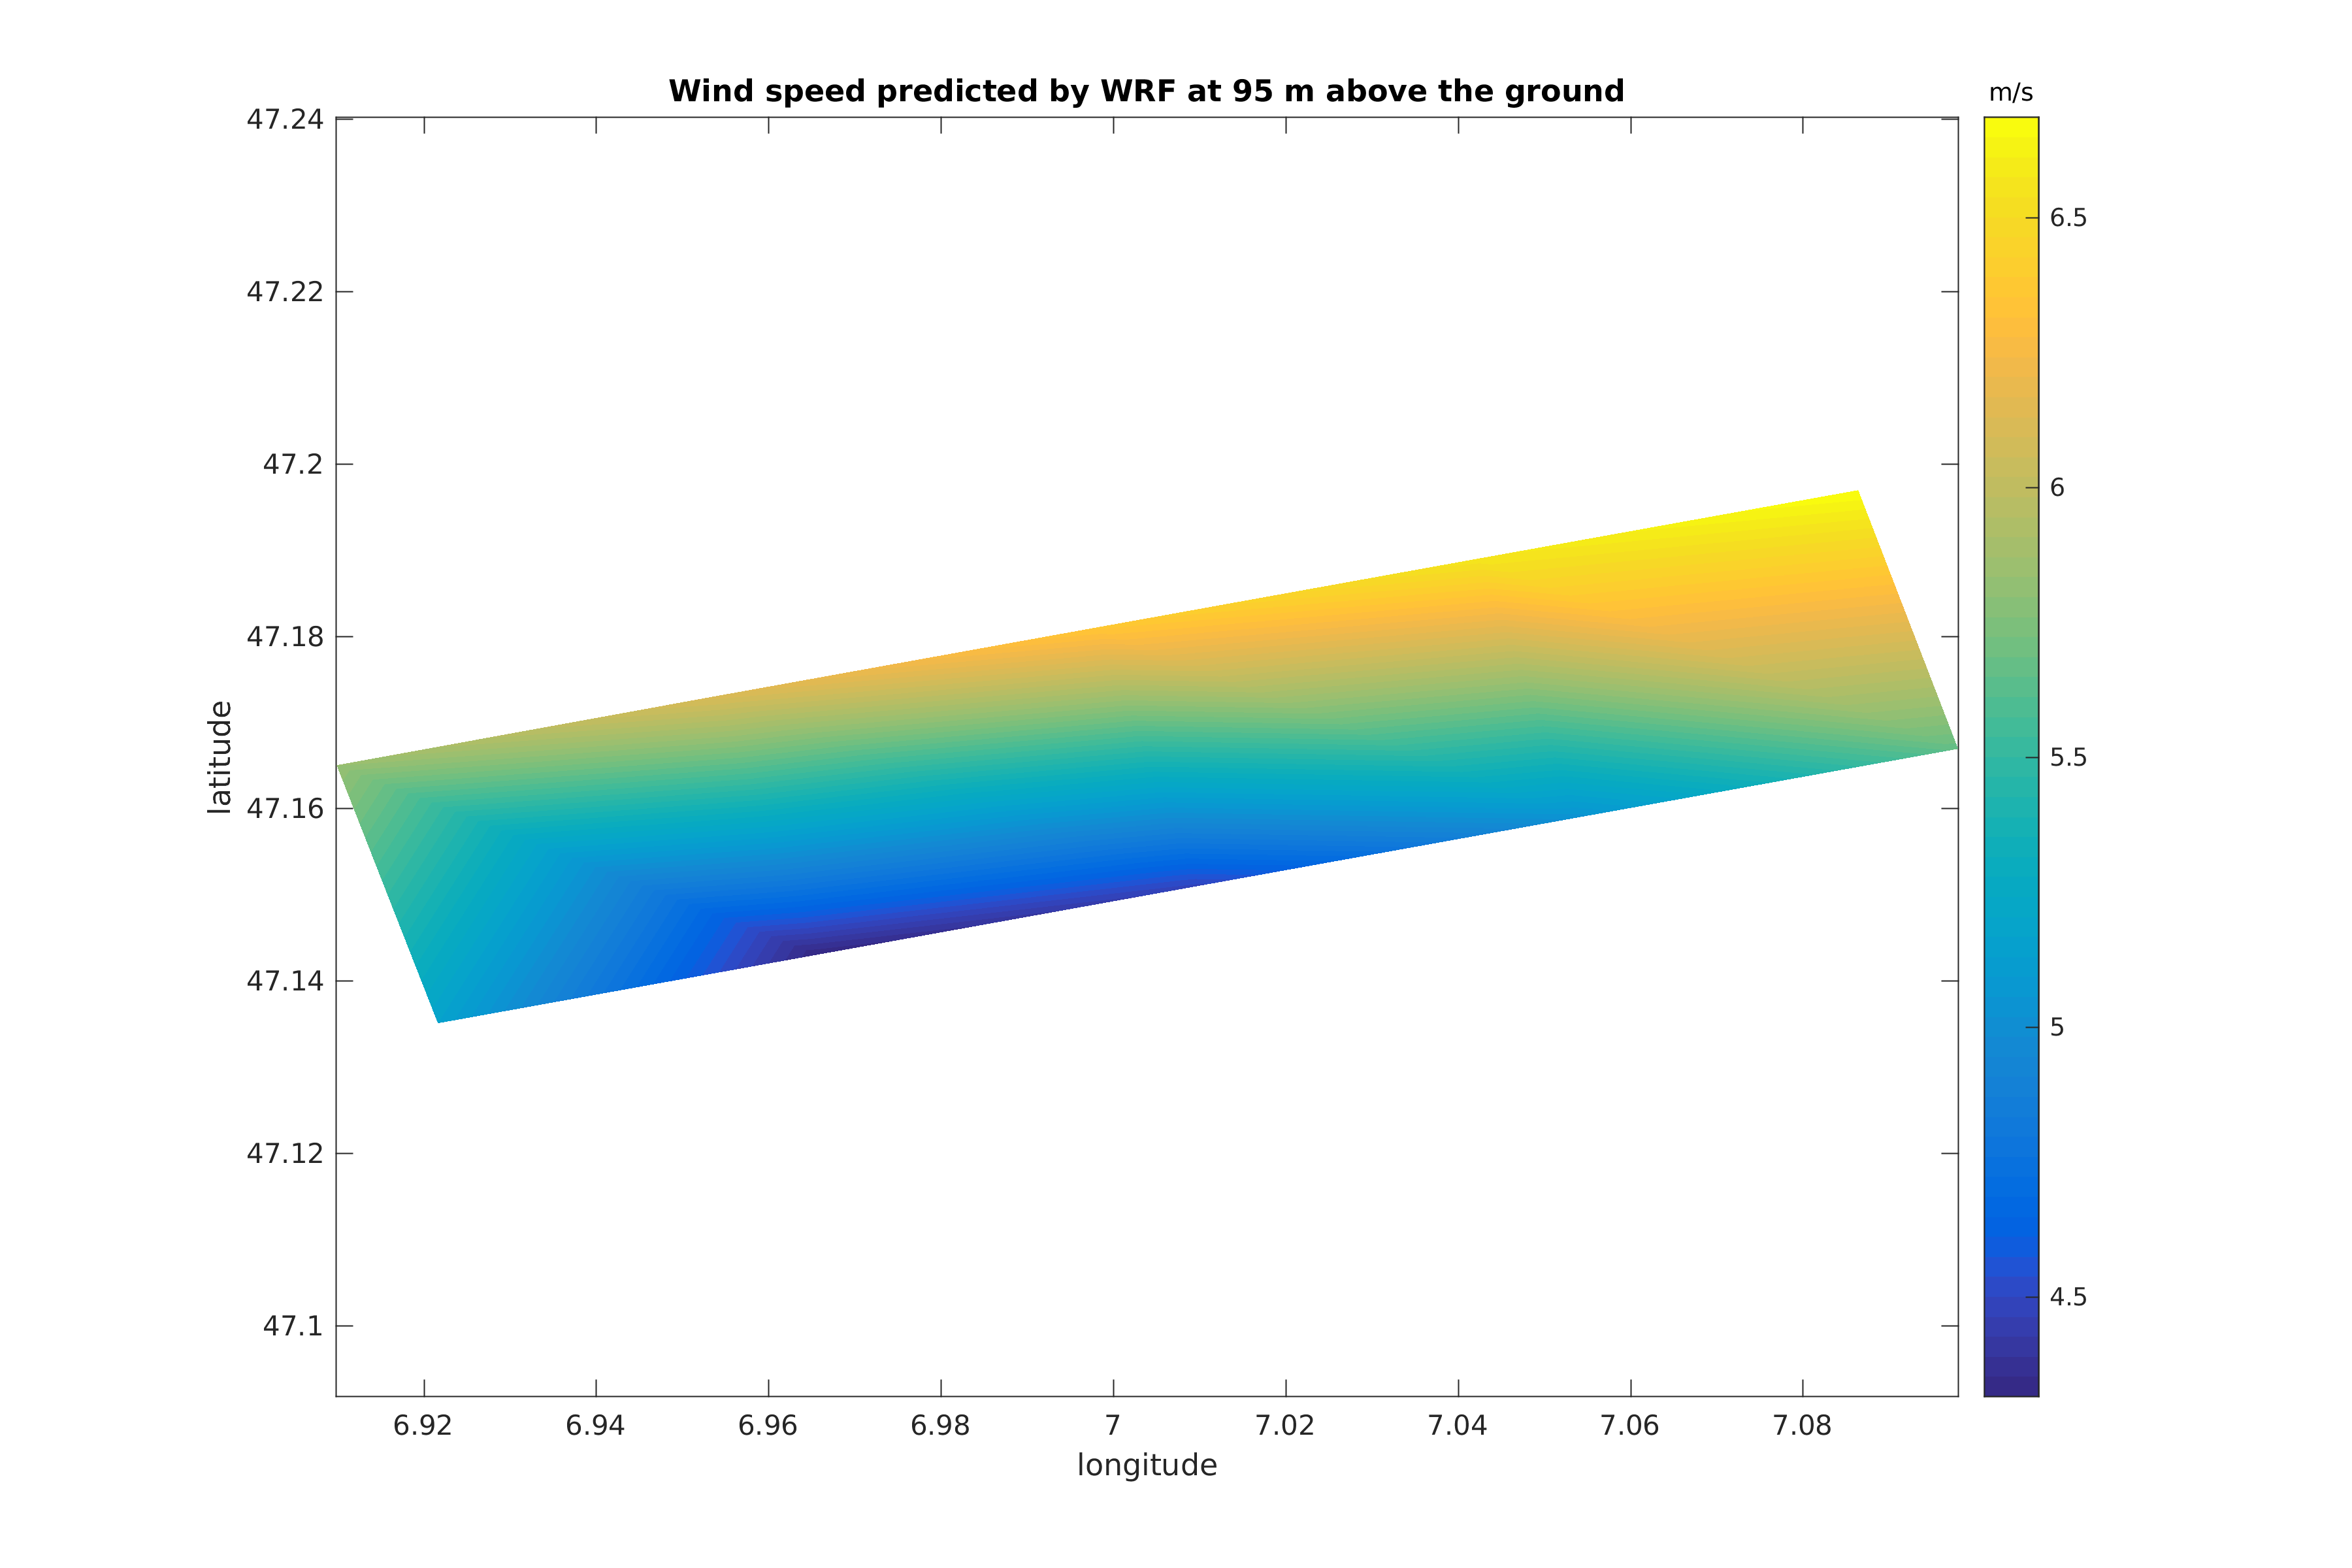 Wind speed predicted by WRF at 95 m above the ground
m/s
47.24
47.22
47.2
47.18
47.16
47.14
47.12
47.1
latitude
6.92 6.94 6.96 6.98 7 7.02 7.04 7.06 7.08
longitude
6.5
6
5.5
5
4.5